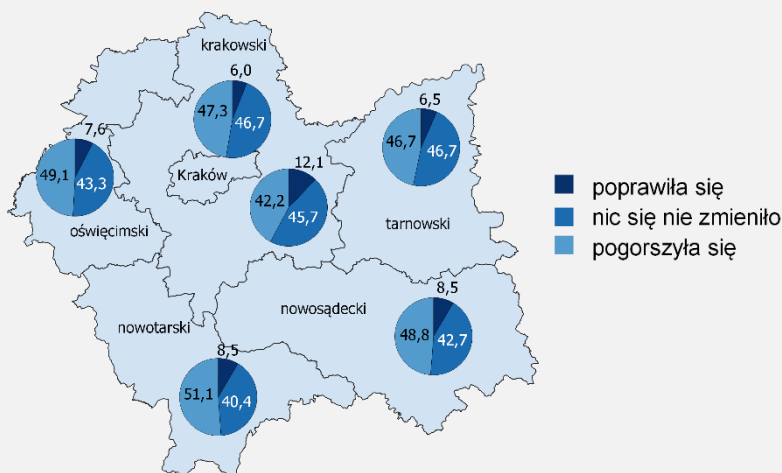 krakowski
6,0
47,3
46,7
7,6
49,1
43,3
oświęcimski
Kraków
12,1
42,2
45,7
6,5
46,7
46,7
tarnowski
poprawiła się
nic się nie zmieniło
pogorszyła się
nowosądecki
8,5
48,8
42,7
nowotarski
8,5
51,1
40,4